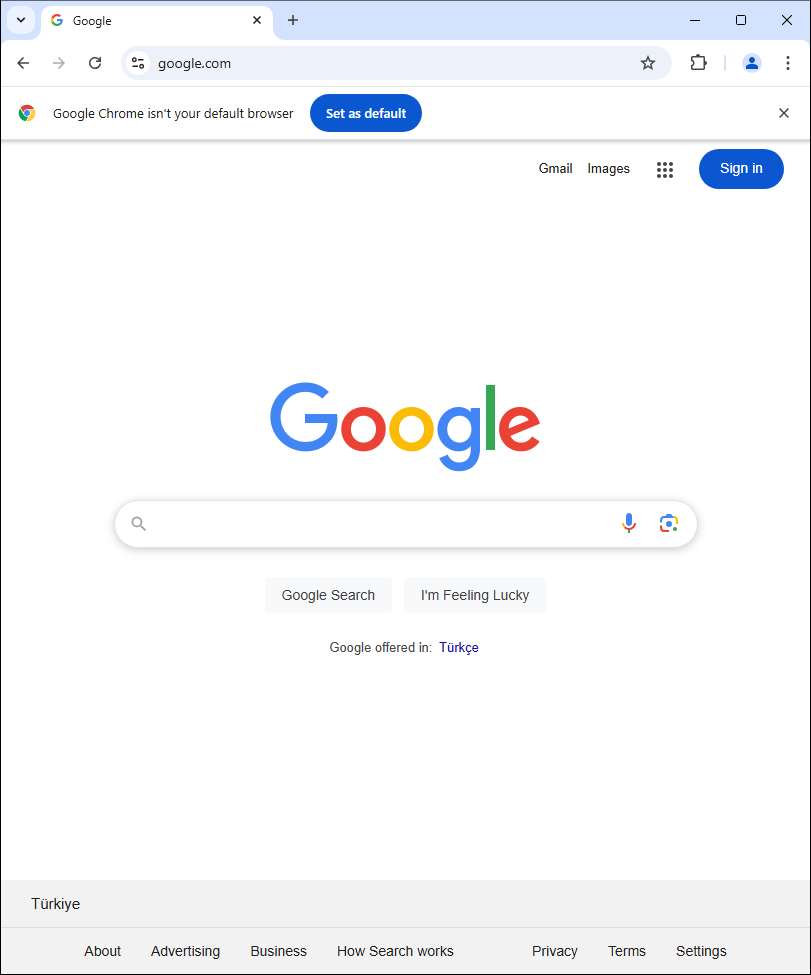 Google
google.com
Google Chrome isn't your default browser Set as default
Gmail Images Sign in
Google
Google Search I'm Feeling Lucky
Google offered in: Türkçe
Türkiye
About Advertising Business How Search works Privacy Terms Settings